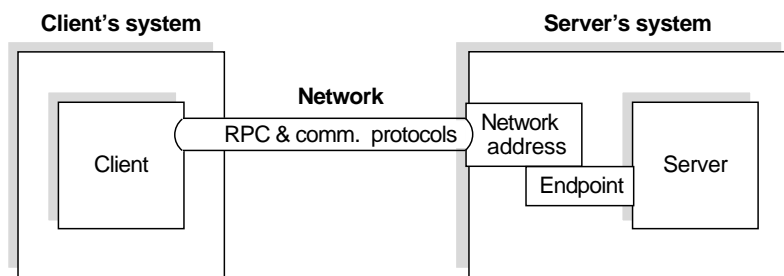 Client's system
Server's system
Network
RPC & comm. protocols
Network
address
Client
Server
Endpoint